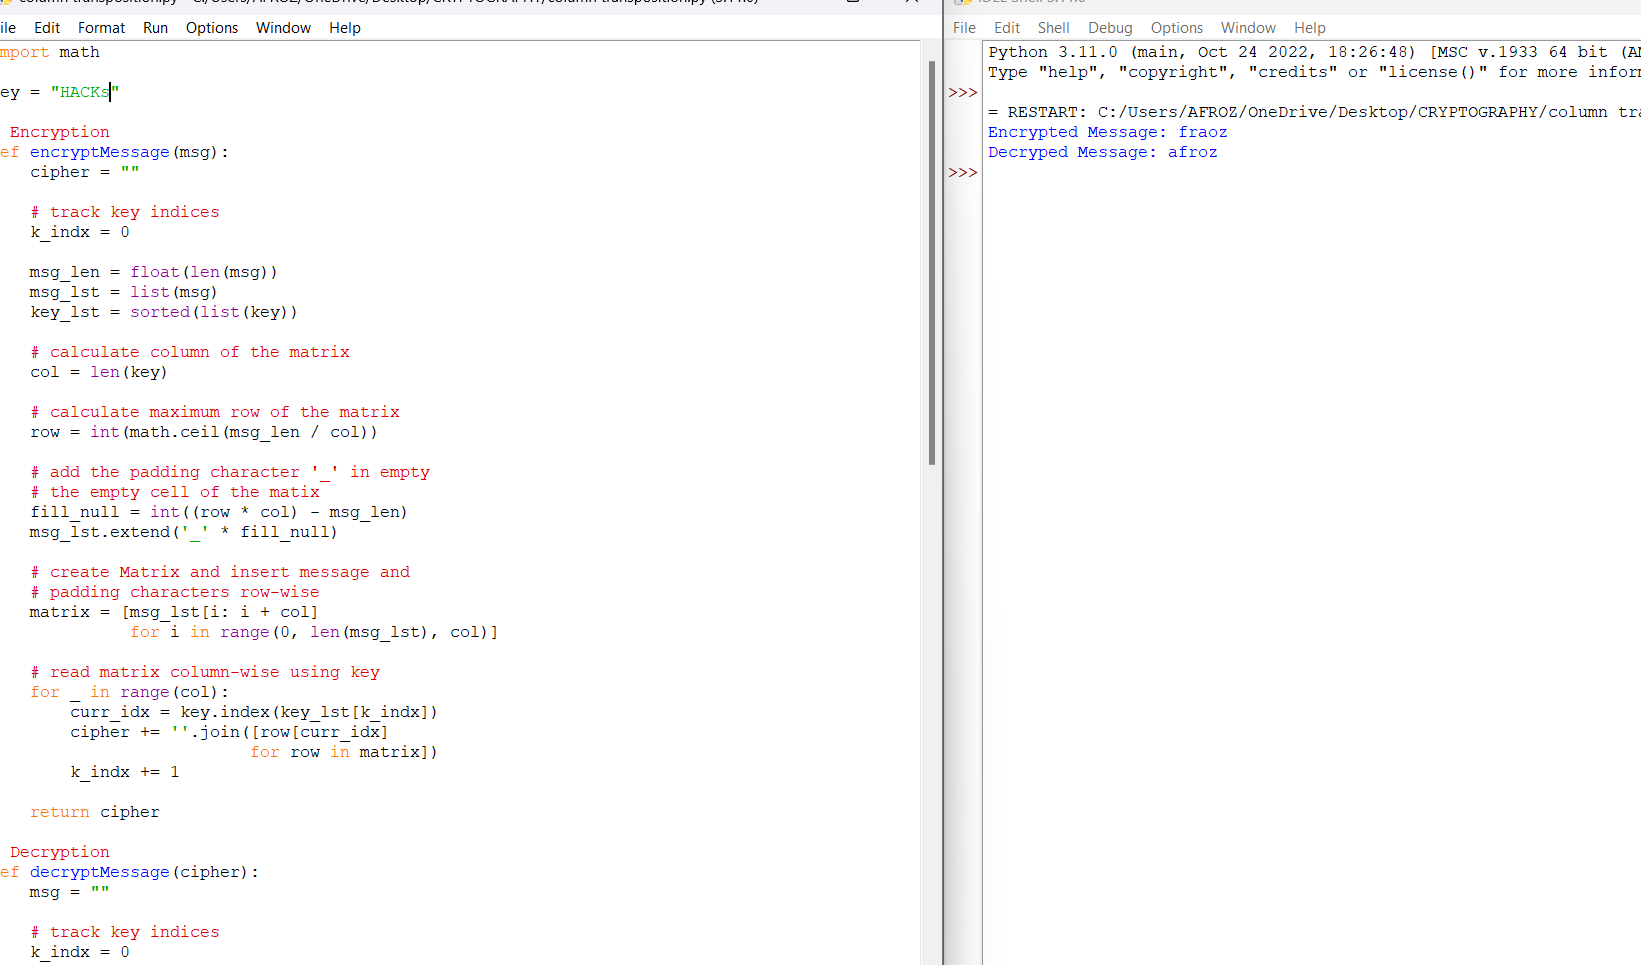 ile Edit Format Run Options Window Help
mport math
ey = "HACKs"
Encryption
ef encryptMessage(msg):
cipher = ""
# track key indices
k_indx = 0
msg_len = float(len(msg))
msg_lst = list(msg)
key_lst = sorted(list(key))
# calculate column of the matrix
col = len(key)
# calculate maximum row of the matrix
row = int(math.ceil(msg_len / col))
# add the padding character '_' in empty
# the empty cell of the matix
fill_null = int((row * col) - msg_len)
msg_lst.extend('_' * fill_null)
# create Matrix and insert message and
# padding characters row-wise
matrix = [msg_lst[i: i + col]
for i in range(0, len(msg_lst), col)]
# read matrix column-wise using key
for _ in range(col):
curr_idx = key.index(key_lst[k_indx])
cipher += ''.join([row[curr_idx]
for row in matrix])
k_indx += 1
return cipher
Decryption
ef decryptMessage(cipher):
msg = ""
# track key indices
k_indx = 0
File Edit Shell Debug Options Window Help
Python 3.11.0 (main, Oct 24 2022, 18:26:48) [MSC v.1933 64 bit (AM
Type "help", "copyright", "credits" or "license()" for more infor
>>>
= RESTART: C:/Users/AFROZ/OneDrive/Desktop/CRYPTOGRAPHY/column tra
Encrypted Message: fraoz
Decryped Message: afroz
>>>